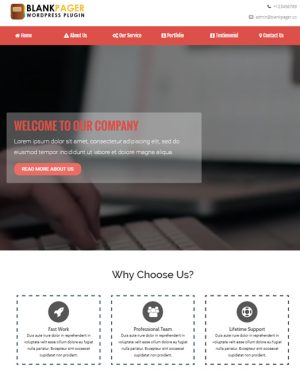 BLANKPAGER
WORDPRESS PLUGIN
admin@blankpager.co
Home
About Us
Our Service
Portfolio
Testimonial
Contact Us
WELCOME TO OUR COMPANY
Lorem ipsum dolor sit amet, consectetur adipiscing elit, sed do
eiusmod tempor incididunt ut labore et dolore magna aliqua.
READ MORE ABOUT US
Why Choose Us?
Fast Work
Professional Team
Lifetime Support
Duis aure irure dolor in reprehenderit in
voluptate velit esse cillum dolore eu fugiat
nulla pariatur. Excepteur sint occaecat
cupidatat non proident.
Duis aure irure dolor in reprehenderit in
voluptate velit esse cillum dolore eu fugiat
nulla pariatur. Excepteur sint occaecat
cupidatat non proident.
Duis aure irure dolor in reprehenderit in
voluptate velit esse cillum dolore eu fugiat
nulla pariatur. Excepteur sint occaecat
cupidatat non proident.